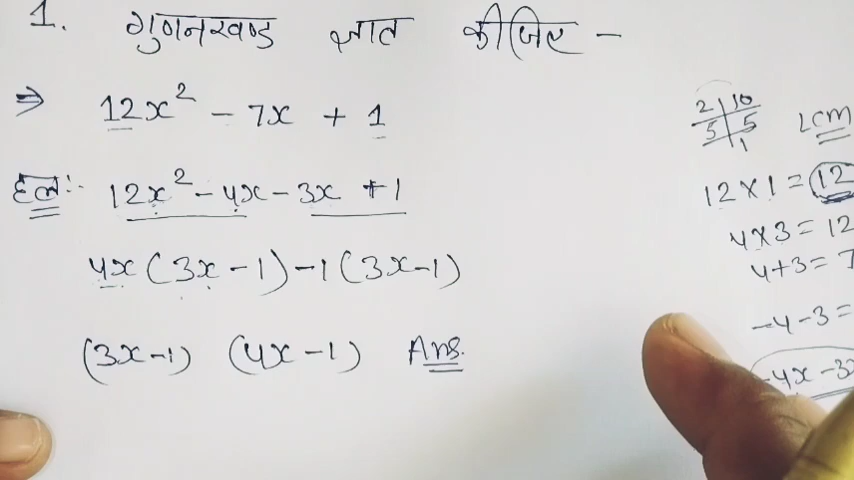 1. गुणनखण्ड ज्ञात कीजिए -
⇒ 12x² - 7x + 1
हल:- 12x² - 4x - 3x + 1
4x (3x - 1) - 1 (3x - 1)
(3x - 1) (4x - 1) Ans.
2 | 10
5 | 5
1
LCM
12 × 1 = 12
4 × 3 = 12
4 + 3 = 7
-4 - 3 =
-4x - 3x